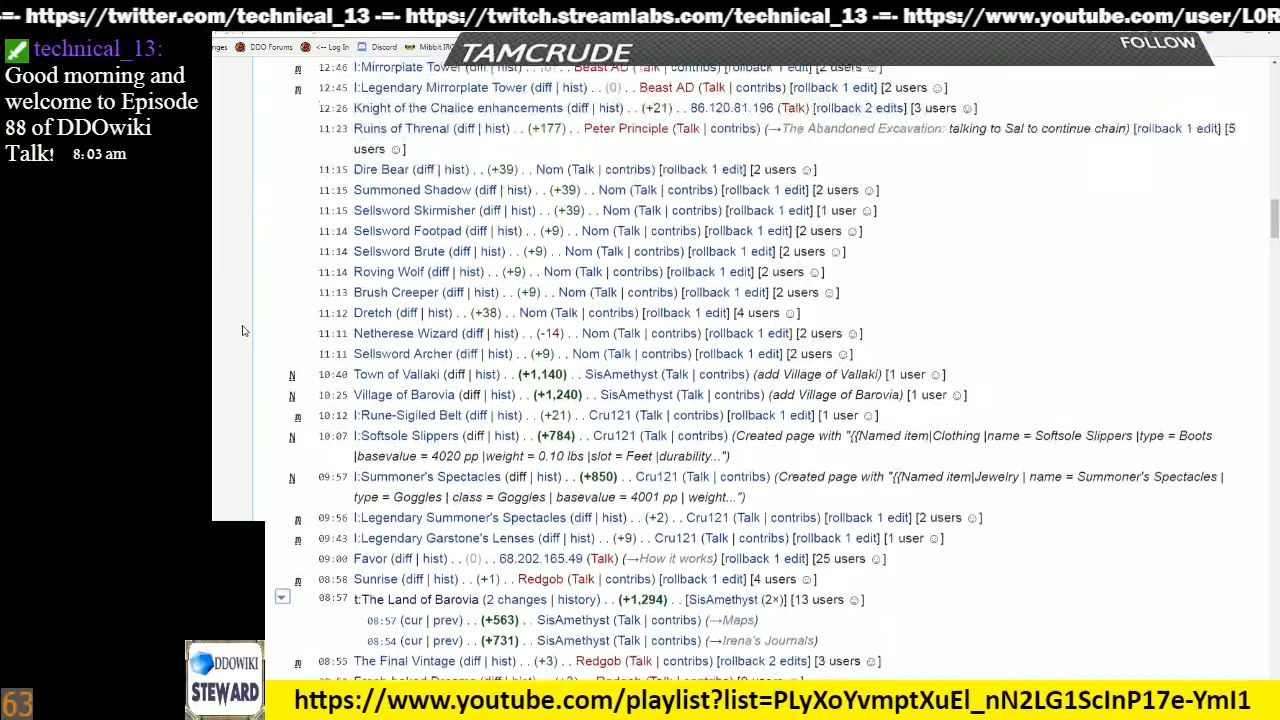 -=- https://twitter.com/technical_13 -=- https://twitch.streamlabs.com/technical_13 -=- https://www.youtube.com/user/L0R
technical_13:
Good morning and
welcome to Episode
88 of DDOwiki
Talk! 8:03 am
nges DDO Forums <-- Log In Discord Mibbit IR
TAMCRUDE
FOLLOW
m 12:46 I:Mirrorplate Tower (diff | hist) . . (0) . . Beast AD (Talk | contribs) [rollback 1 edit] [2 users ☺]
m 12:45 I:Legendary Mirrorplate Tower (diff | hist) . . (0) . . Beast AD (Talk | contribs) [rollback 1 edit] [2 users ☺]
12:26 Knight of the Chalice enhancements (diff | hist) . . (+21) . . 86.120.81.196 (Talk) [rollback 2 edits] [3 users ☺]
11:23 Ruins of Threnal (diff | hist) . . (+177) . . Peter Principle (Talk | contribs) (→The Abandoned Excavation: talking to Sal to continue chain) [rollback 1 edit] [5
users ☺]
11:15 Dire Bear (diff | hist) . . (+39) . . Nom (Talk | contribs) [rollback 1 edit] [2 users ☺]
11:15 Summoned Shadow (diff | hist) . . (+39) . . Nom (Talk | contribs) [rollback 1 edit] [2 users ☺]
11:15 Sellsword Skirmisher (diff | hist) . . (+39) . . Nom (Talk | contribs) [rollback 1 edit] [1 user ☺]
11:14 Sellsword Footpad (diff | hist) . . (+9) . . Nom (Talk | contribs) [rollback 1 edit] [2 users ☺]
11:14 Sellsword Brute (diff | hist) . . (+9) . . Nom (Talk | contribs) [rollback 1 edit] [2 users ☺]
11:14 Roving Wolf (diff | hist) . . (+9) . . Nom (Talk | contribs) [rollback 1 edit] [2 users ☺]
11:13 Brush Creeper (diff | hist) . . (+9) . . Nom (Talk | contribs) [rollback 1 edit] [2 users ☺]
11:12 Dretch (diff | hist) . . (+38) . . Nom (Talk | contribs) [rollback 1 edit] [4 users ☺]
11:11 Netherese Wizard (diff | hist) . . (-14) . . Nom (Talk | contribs) [rollback 1 edit] [2 users ☺]
11:11 Sellsword Archer (diff | hist) . . (+9) . . Nom (Talk | contribs) [rollback 1 edit] [2 users ☺]
N 10:40 Town of Vallaki (diff | hist) . . (+1,140) . . SisAmethyst (Talk | contribs) (add Village of Vallaki) [1 user ☺]
N 10:25 Village of Barovia (diff | hist) . . (+1,240) . . SisAmethyst (Talk | contribs) (add Village of Barovia) [1 user ☺]
m 10:12 I:Rune-Sigiled Belt (diff | hist) . . (+21) . . Cru121 (Talk | contribs) [rollback 1 edit] [1 user ☺]
N 10:07 I:Softsole Slippers (diff | hist) . . (+784) . . Cru121 (Talk | contribs) (Created page with "{{Named item|Clothing |name = Softsole Slippers |type = Boots
|basevalue = 4020 pp |weight = 0.10 lbs |slot = Feet |durability...")
N 09:57 I:Summoner's Spectacles (diff | hist) . . (+850) . . Cru121 (Talk | contribs) (Created page with "{{Named item|Jewelry | name = Summoner's Spectacles |
type = Goggles | class = Goggles | basevalue = 4001 pp | weight...")
m 09:56 I:Legendary Summoner's Spectacles (diff | hist) . . (+2) . . Cru121 (Talk | contribs) [rollback 1 edit] [2 users ☺]
m 09:43 I:Legendary Garstone's Lenses (diff | hist) . . (+9) . . Cru121 (Talk | contribs) [rollback 1 edit] [1 user ☺]
09:00 Favor (diff | hist) . . (0) . . 68.202.165.49 (Talk) (→How it works) [rollback 1 edit] [25 users ☺]
m 08:58 Sunrise (diff | hist) . . (+1) . . Redgob (Talk | contribs) [rollback 1 edit] [4 users ☺]
08:57 t:The Land of Barovia (2 changes | history) . . (+1,294) . . [SisAmethyst (2×)] [13 users ☺]
08:57 (cur | prev) . . (+563) . . SisAmethyst (Talk | contribs) (→Maps)
08:54 (cur | prev) . . (+731) . . SisAmethyst (Talk | contribs) (→Irena's Journals)
m 08:55 The Final Vintage (diff | hist) . . (+3) . . Redgob (Talk | contribs) [rollback 2 edits] [3 users ☺]
DDOWIKI
STEWARD
63
https://www.youtube.com/playlist?list=PLyXoYvmptXuEl_nN2LG1ScInP17e-YmI1